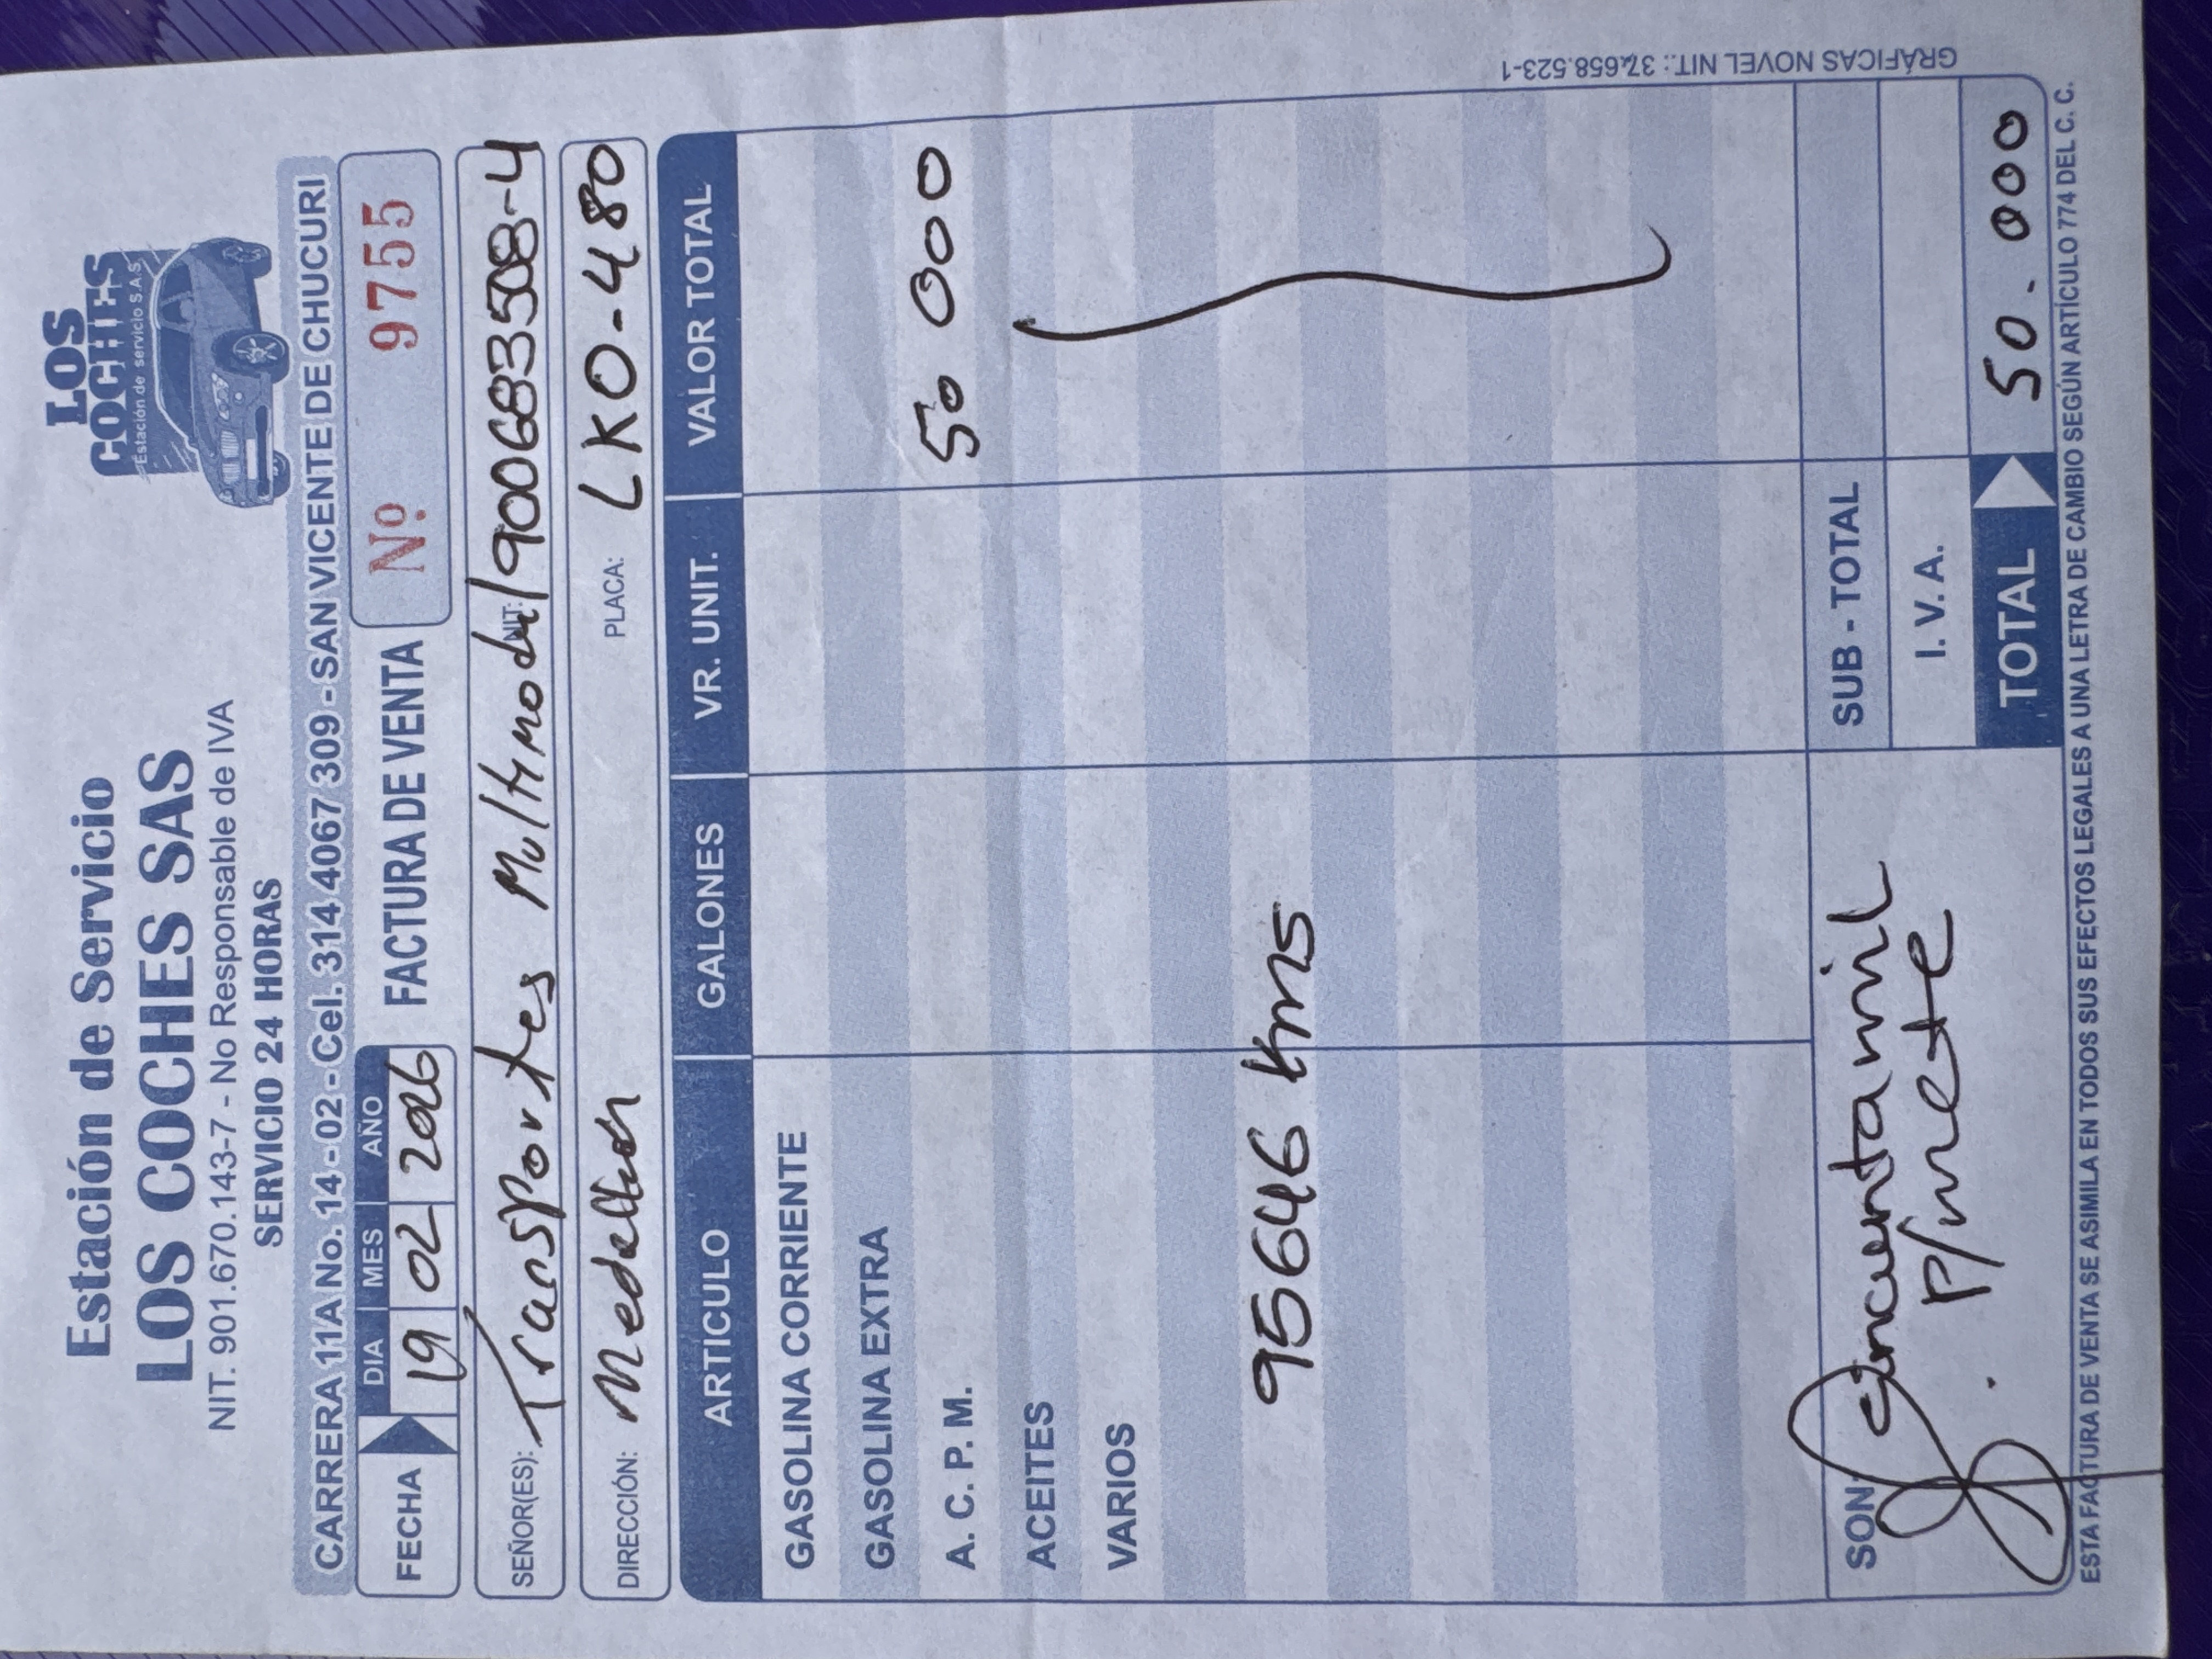 Estación de Servicio
LOS COCHES SAS
NIT. 901.670.143-7 - No Responsable de IVA
SERVICIO 24 HORAS
LOS
COCHES
Estación de servicio S.A.S.
CARRERA 11A No. 14 - 02 - Cel. 314 4067 309 - SAN VICENTE DE CHUCURI
FECHA DIA MES AÑO
19 02 2026
FACTURA DE VENTA
Nº 9755
SEÑOR(ES): Transportes Multimodal NIT: 900683508-4
DIRECCIÓN: Medellin PLACA: LKO-480
ARTICULO GALONES VR. UNIT. VALOR TOTAL
GASOLINA CORRIENTE
GASOLINA EXTRA
A. C. P. M. 50 000
ACEITES
VARIOS
95646 kms
SON: Cincuenta mil
P/mete
SUB - TOTAL
I. V. A.
TOTAL 50.000
ESTA FACTURA DE VENTA SE ASIMILA EN TODOS SUS EFECTOS LEGALES A UNA LETRA DE CAMBIO SEGÚN ARTÍCULO 774 DEL C. C.
GRÁFICAS NOVEL NIT.: 37.658.523-1